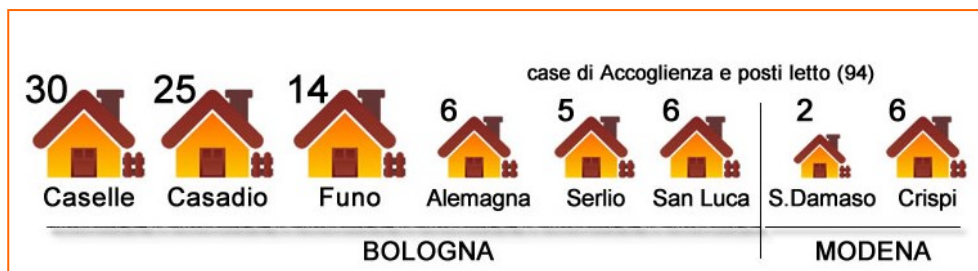 case di Accoglienza e posti letto (94)
30 25 14 6 5 6 2 6
Caselle Casadio Funo Alemagna Serlio San Luca S.Damaso Crispi
BOLOGNA MODENA